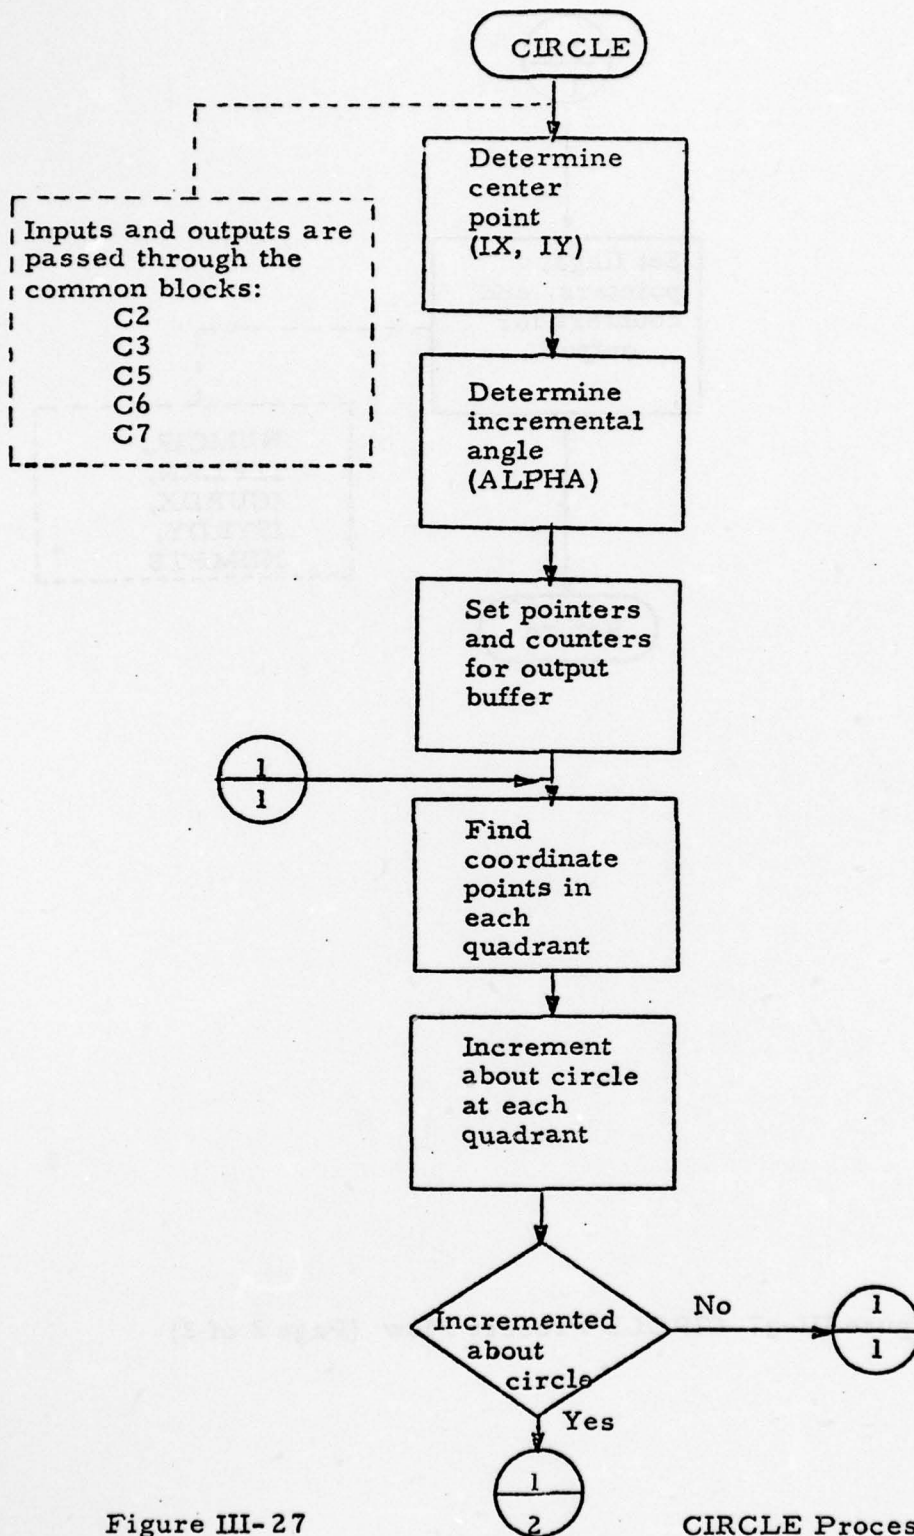 CIRCLE
Determine
center
point
(IX, IY)
Inputs and outputs are
passed through the
common blocks:
C2
C3
C5
C6
C7
Determine
incremental
angle
(ALPHA)
Set pointers
and counters
for output
buffer
1
1
Find
coordinate
points in
each
quadrant
Increment
about circle
at each
quadrant
Incremented
about
circle
No
1
1
Yes
1
2
Figure III-27
CIRCLE Proces